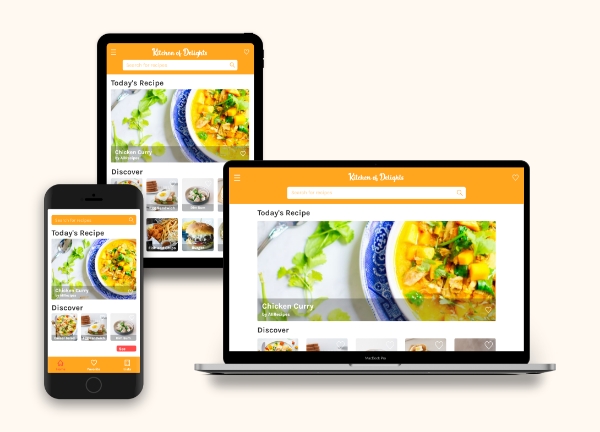 Kitchen of Delights
Search for recipes
Today's Recipe
Chicken Curry
by AllRecipes
Discover
Burger
Search for recipes
Today's Recipe
Chicken Curry
by AllRecipes
Discover
Kitchen of Delights
Search for recipes
Today's Recipe
Chicken Curry
by AllRecipes
Discover
MacBook Pro